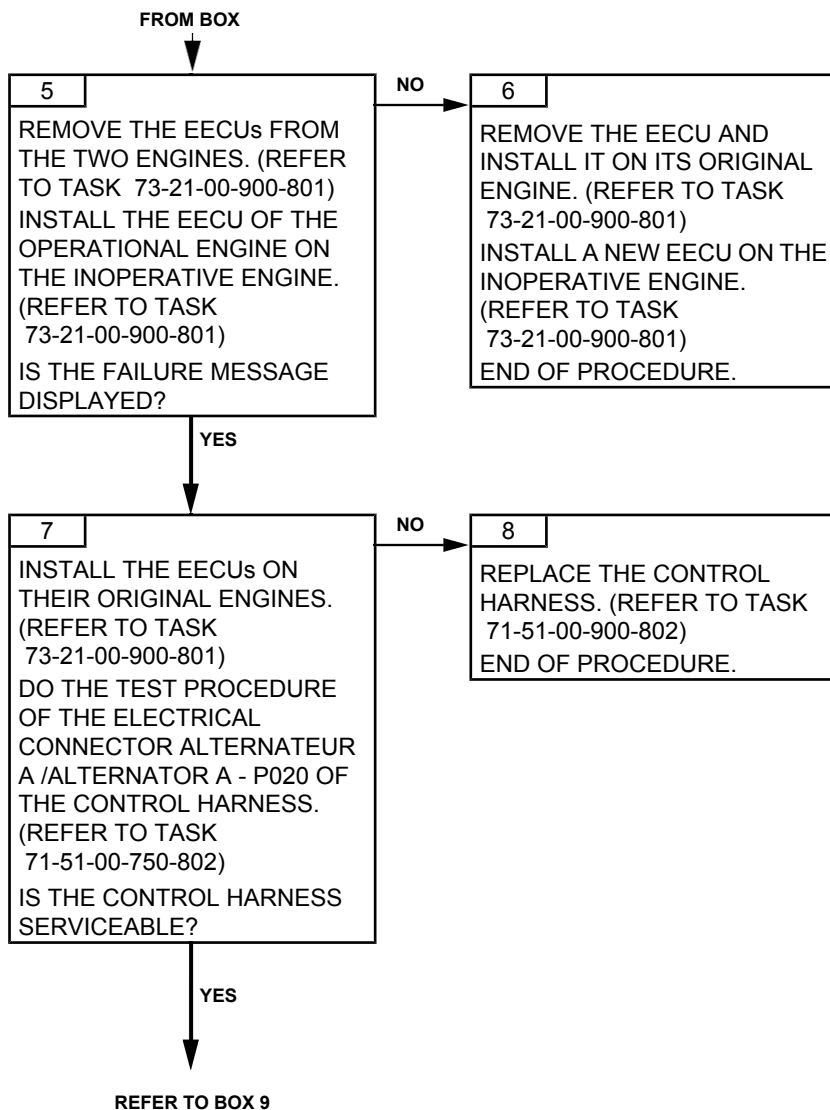 FROM BOX
5
REMOVE THE EECUs FROM
THE TWO ENGINES. (REFER
TO TASK 73-21-00-900-801)
INSTALL THE EECU OF THE
OPERATIONAL ENGINE ON
THE INOPERATIVE ENGINE.
(REFER TO TASK
73-21-00-900-801)
IS THE FAILURE MESSAGE
DISPLAYED?
NO
6
REMOVE THE EECU AND
INSTALL IT ON ITS ORIGINAL
ENGINE. (REFER TO TASK
73-21-00-900-801)
INSTALL A NEW EECU ON THE
INOPERATIVE ENGINE.
(REFER TO TASK
73-21-00-900-801)
END OF PROCEDURE.
YES
7
INSTALL THE EECUs ON
THEIR ORIGINAL ENGINES.
(REFER TO TASK
73-21-00-900-801)
DO THE TEST PROCEDURE
OF THE ELECTRICAL
CONNECTOR ALTERNATEUR
A /ALTERNATOR A - P020 OF
THE CONTROL HARNESS.
(REFER TO TASK
71-51-00-750-802)
IS THE CONTROL HARNESS
SERVICEABLE?
NO
8
REPLACE THE CONTROL
HARNESS. (REFER TO TASK
71-51-00-900-802)
END OF PROCEDURE.
YES
REFER TO BOX 9